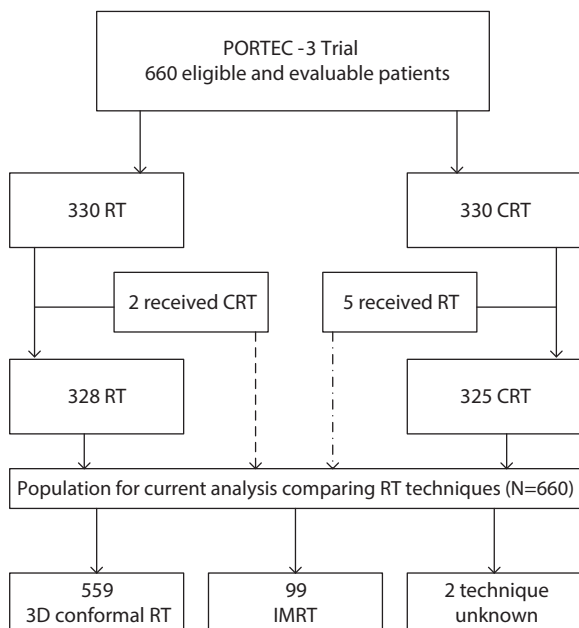 PORTEC -3 Trial
660 eligible and evaluable patients
330 RT
330 CRT
2 received CRT
5 received RT
328 RT
325 CRT
Population for current analysis comparing RT techniques (N=660)
559
3D conformal RT
99
IMRT
2 technique
unknown